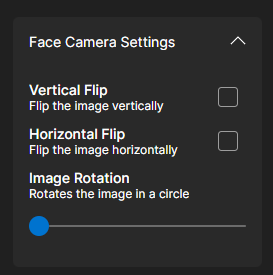 Face Camera Settings
Vertical Flip
Flip the image vertically
Horizontal Flip
Flip the image horizontally
Image Rotation
Rotates the image in a circle